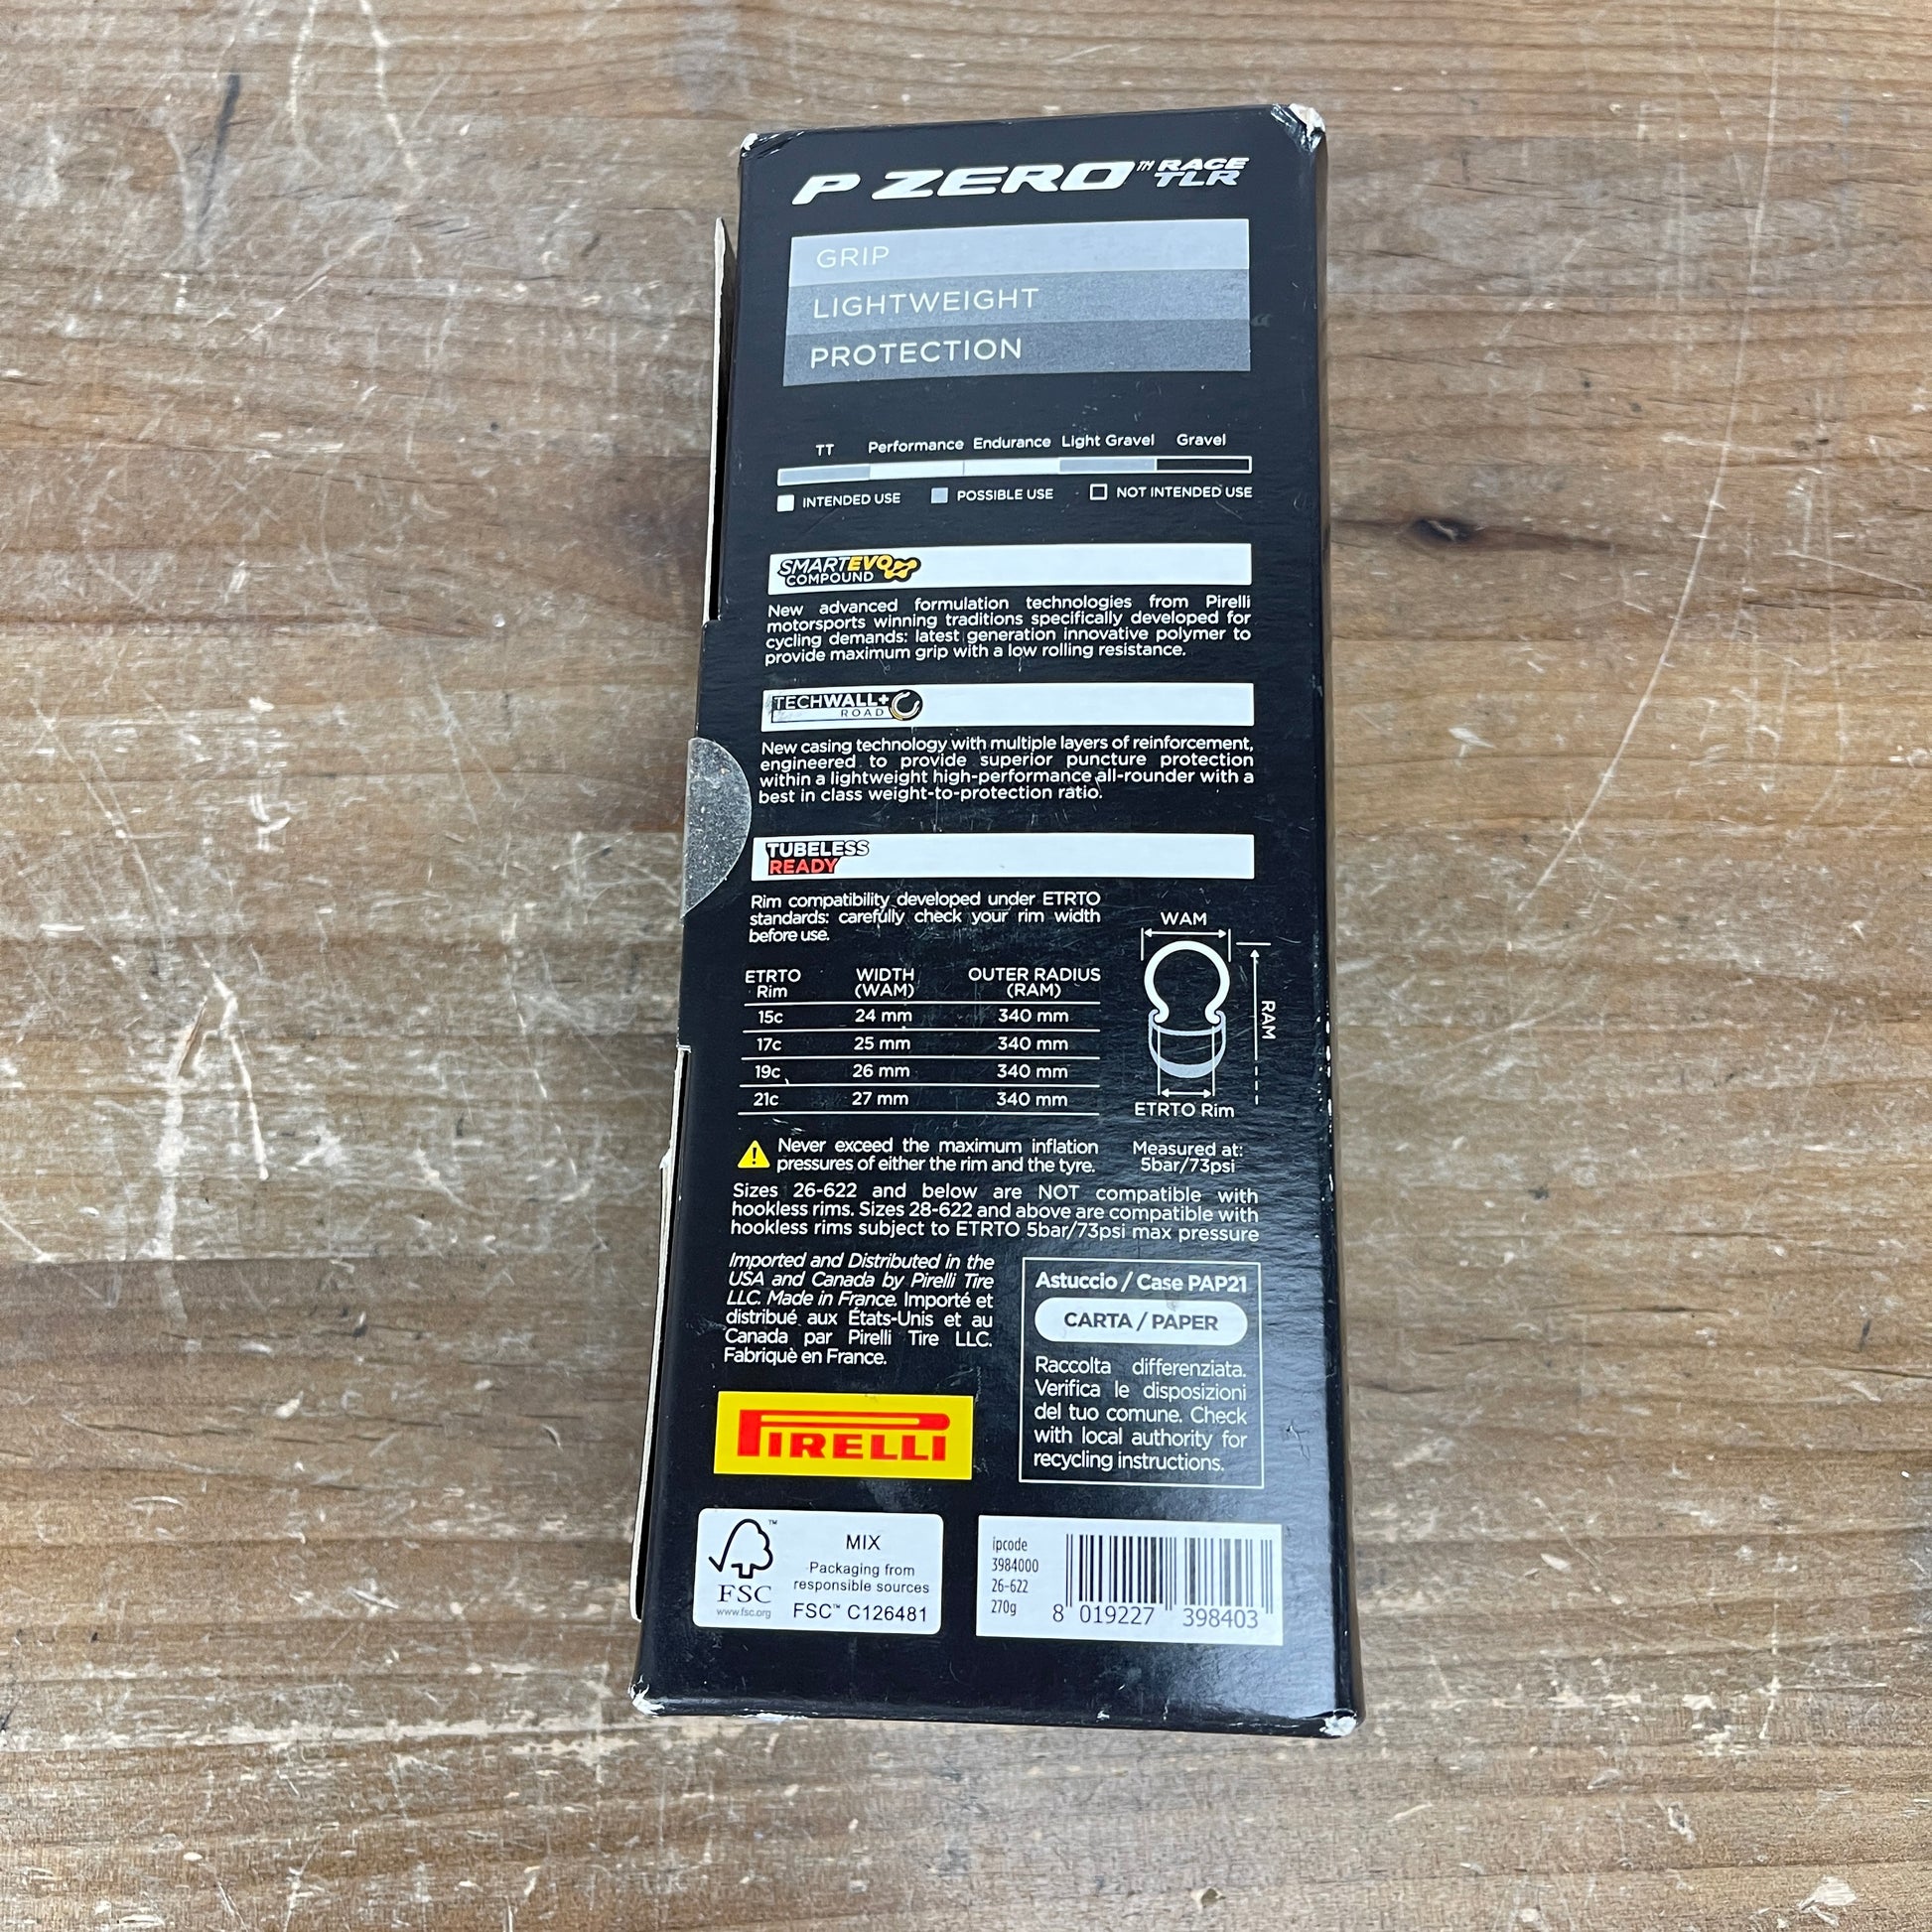 P ZERO™ RACE TLR
GRIP
LIGHTWEIGHT
PROTECTION
TT Performance Endurance Light Gravel Gravel
INTENDED USE POSSIBLE USE NOT INTENDED USE
SMARTEVO
COMPOUND
New advanced formulation technologies from Pirelli
motorsports winning traditions specifically developed for
cycling demands: latest generation innovative polymer to
provide maximum grip with a low rolling resistance.
TECHWALL+
ROAD
New casing technology with multiple layers of reinforcement,
engineered to provide superior puncture protection
within a lightweight high-performance all-rounder with a
best in class weight-to-protection ratio.
TUBELESS
READY
Rim compatibility developed under ETRTO
standards: carefully check your rim width
before use.
ETRTO Rim WIDTH (WAM) OUTER RADIUS (RAM)
15c 24 mm 340 mm
17c 25 mm 340 mm
19c 26 mm 340 mm
21c 27 mm 340 mm
WAM
RAM
ETRTO Rim
Never exceed the maximum inflation
pressures of either the rim and the tyre.
Measured at:
5bar/73psi
Sizes 26-622 and below are NOT compatible with
hookless rims. Sizes 28-622 and above are compatible with
hookless rims subject to ETRTO 5bar/73psi max pressure
Imported and Distributed in the
USA and Canada by Pirelli Tire
LLC. Made in France. Importé et
distribué aux États-Unis et au
Canada par Pirelli Tire LLC.
Fabriquè en France.
Astuccio / Case PAP21
CARTA / PAPER
Raccolta differenziata.
Verifica le disposizioni
del tuo comune. Check
with local authority for
recycling instructions.
PIRELLI
FSC
www.fsc.org
™
MIX
Packaging from
responsible sources
FSC™ C126481
ipcode
3984000
26-622
270g
8 019227 398403